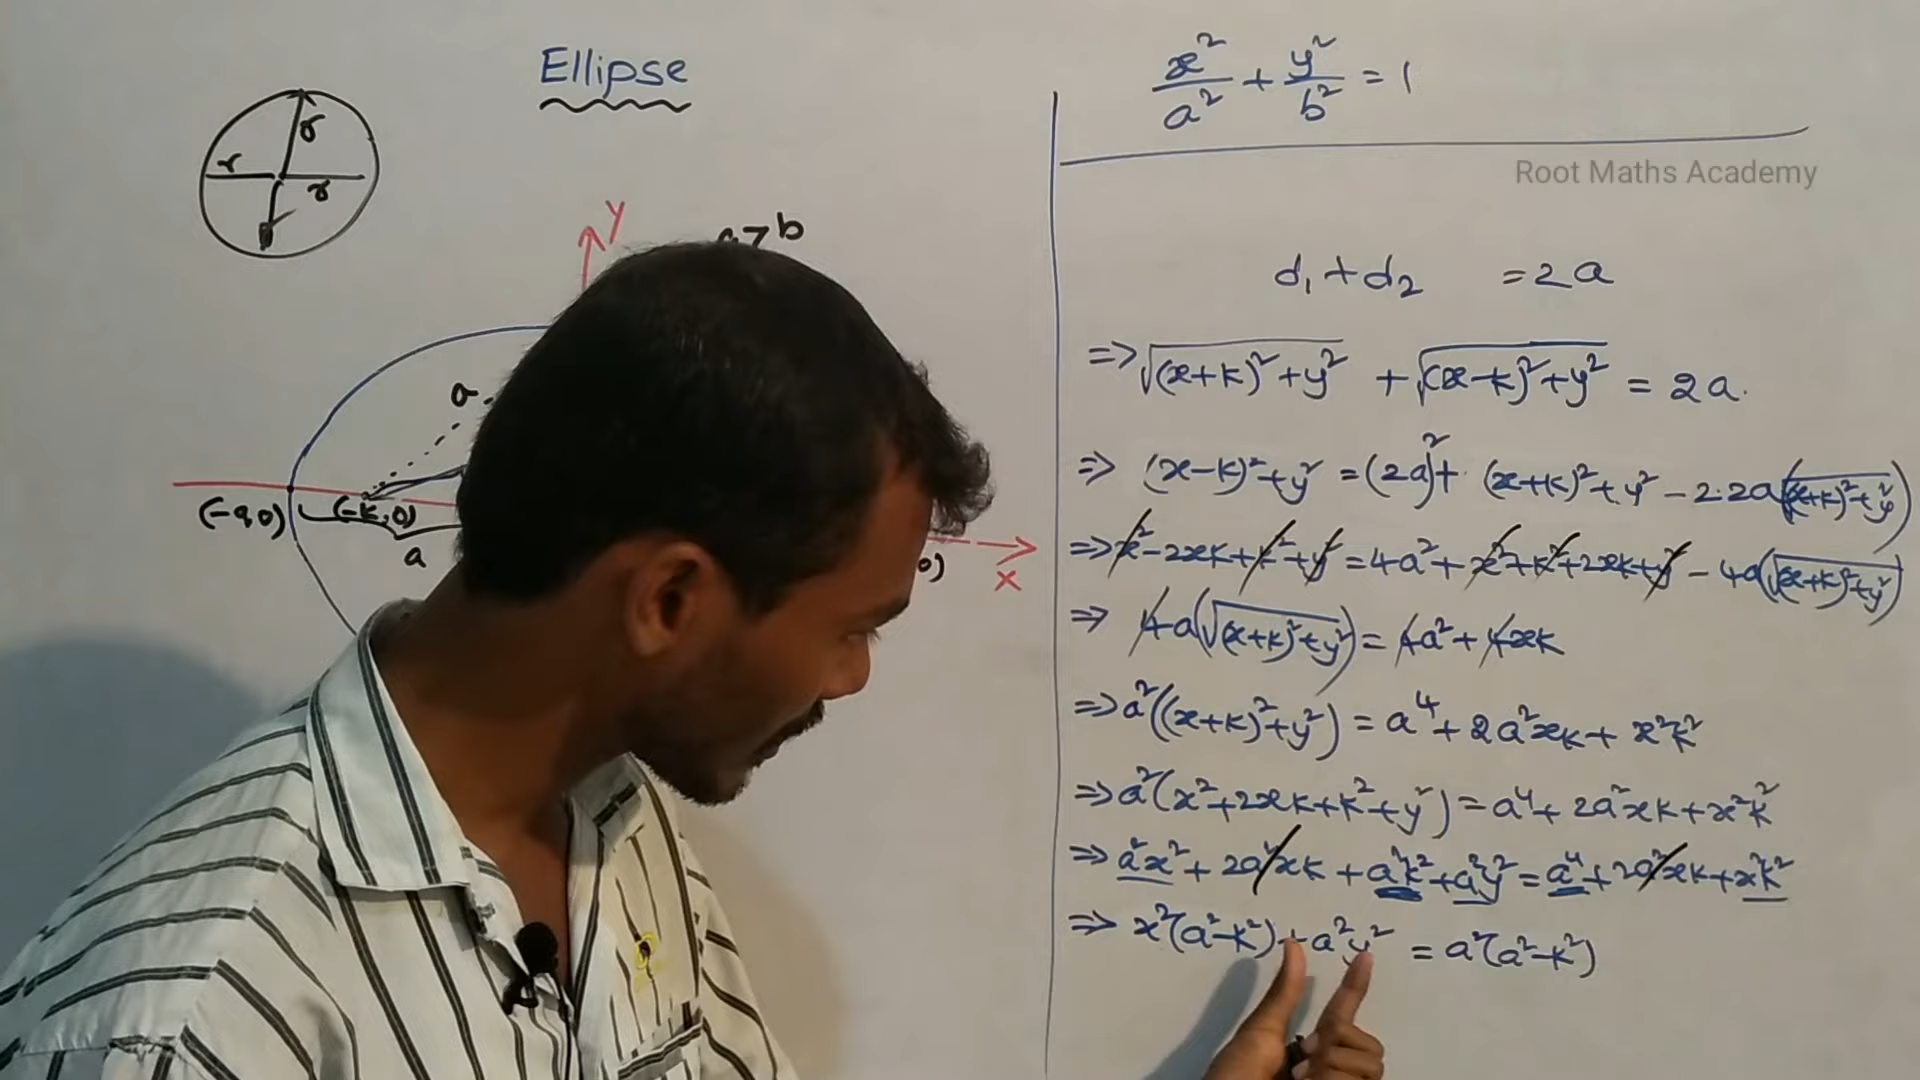 Ellipse
r
r
r
Y
a>b
a
(-a,0)
(-k,0)
a
0)
x
x²/a² + y²/b² = 1
Root Maths Academy
d₁+d₂ =2a
⇒ √((x+k)²+y²) + √((x-k)²+y²) = 2a.
⇒ (x-k)²+y² = (2a)²+ (x+k)²+y² - 2.2a(√((x+k)²+y²))
⇒ x²-2xk+k²+y² = 4a²+x²+k²+2xk+y² - 4a(√((x+k)²+y²))
⇒ 4a(√((x+k)²+y²)) = 4a²+4xk
⇒ a²((x+k)²+y²) = a⁴+2a²xk+x²k²
⇒ a²(x²+2xk+k²+y²) = a⁴+2a²xk+x²k²
⇒ a²x²+2a²xk+a²k²+a²y² = a⁴+2a²xk+x²k²
⇒ x²(a²-k²)+a²y² = a²(a²-k²)